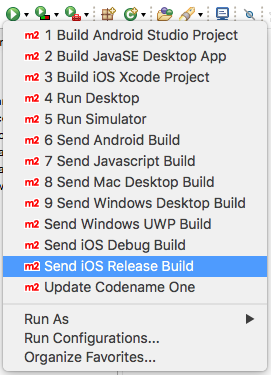 m2 1 Build Android Studio Project
m2 2 Build JavaSE Desktop App
m2 3 Build iOS Xcode Project
m2 4 Run Desktop
m2 5 Run Simulator
m2 6 Send Android Build
m2 7 Send Javascript Build
m2 8 Send Mac Desktop Build
m2 9 Send Windows Desktop Build
m2 Send Windows UWP Build
m2 Send iOS Debug Build
m2 Send iOS Release Build
m2 Update Codename One
Run As
Run Configurations...
Organize Favorites...